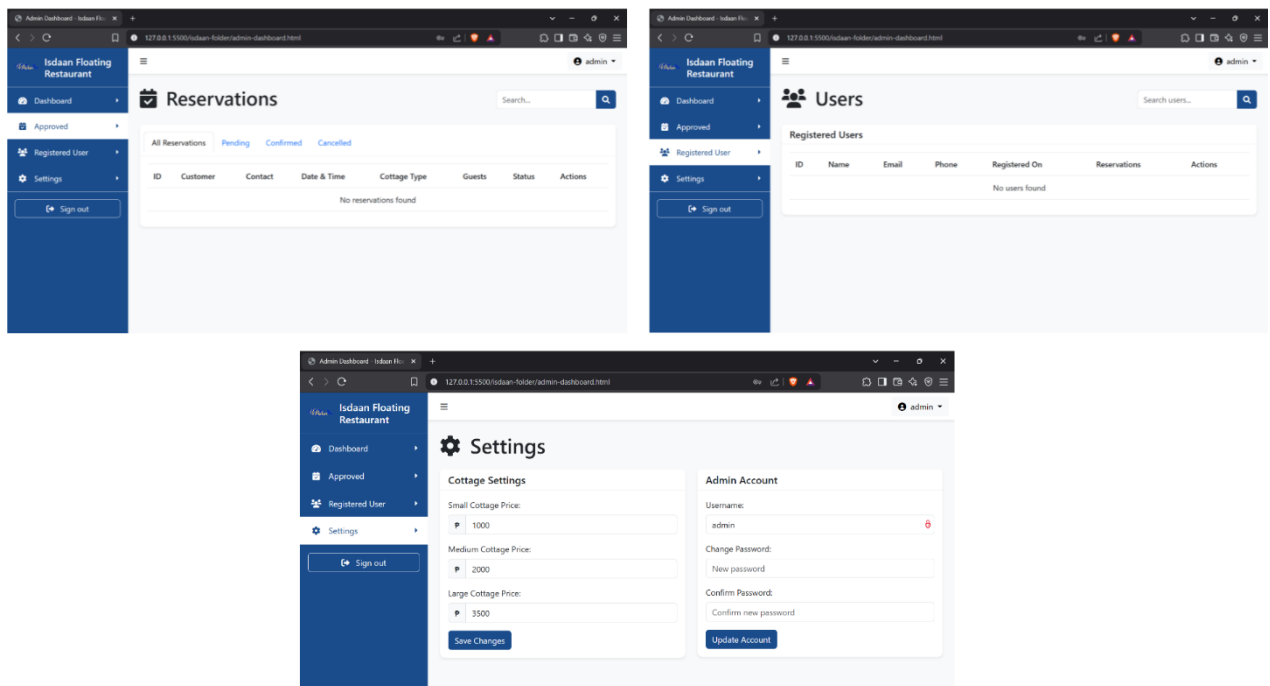 Admin Dashboard - Isdaan Flo
127.0.0.1:5500/isdaan-folder/admin-dashboard.html
Isdaan Floating
Restaurant
admin
Dashboard
Approved
Registered User
Settings
Sign out
Reservations
Search...
All Reservations Pending Confirmed Cancelled
ID Customer Contact Date & Time Cottage Type Guests Status Actions
No reservations found
Admin Dashboard - Isdaan Flo
127.0.0.1:5500/isdaan-folder/admin-dashboard.html
Isdaan Floating
Restaurant
admin
Dashboard
Approved
Registered User
Settings
Sign out
Users
Search users...
Registered Users
ID Name Email Phone Registered On Reservations Actions
No users found
Admin Dashboard - Isdaan Flo
127.0.0.1:5500/isdaan-folder/admin-dashboard.html
Isdaan Floating
Restaurant
admin
Dashboard
Approved
Registered User
Settings
Sign out
Settings
Cottage Settings
Small Cottage Price:
₱ 1000
Medium Cottage Price:
₱ 2000
Large Cottage Price:
₱ 3500
Save Changes
Admin Account
Username:
admin
Change Password:
New password
Confirm Password:
Confirm new password
Update Account